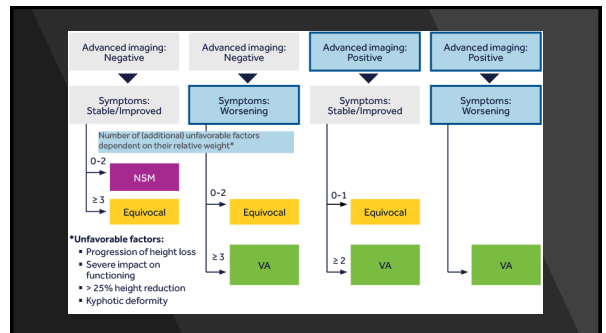 Advanced imaging:
Negative
Advanced imaging:
Negative
Advanced imaging:
Positive
Advanced imaging:
Positive
Symptoms:
Stable/Improved
Symptoms:
Worsening
Symptoms:
Stable/Improved
Symptoms:
Worsening
Number of (additional) unfavorable factors
dependent on their relative weight*
0-2
NSM
≥ 3
Equivocal
0-2
Equivocal
≥ 3
VA
0-1
Equivocal
≥ 2
VA
VA
*Unfavorable factors:
▪ Progression of height loss
▪ Severe impact on
functioning
▪ > 25% height reduction
▪ Kyphotic deformity